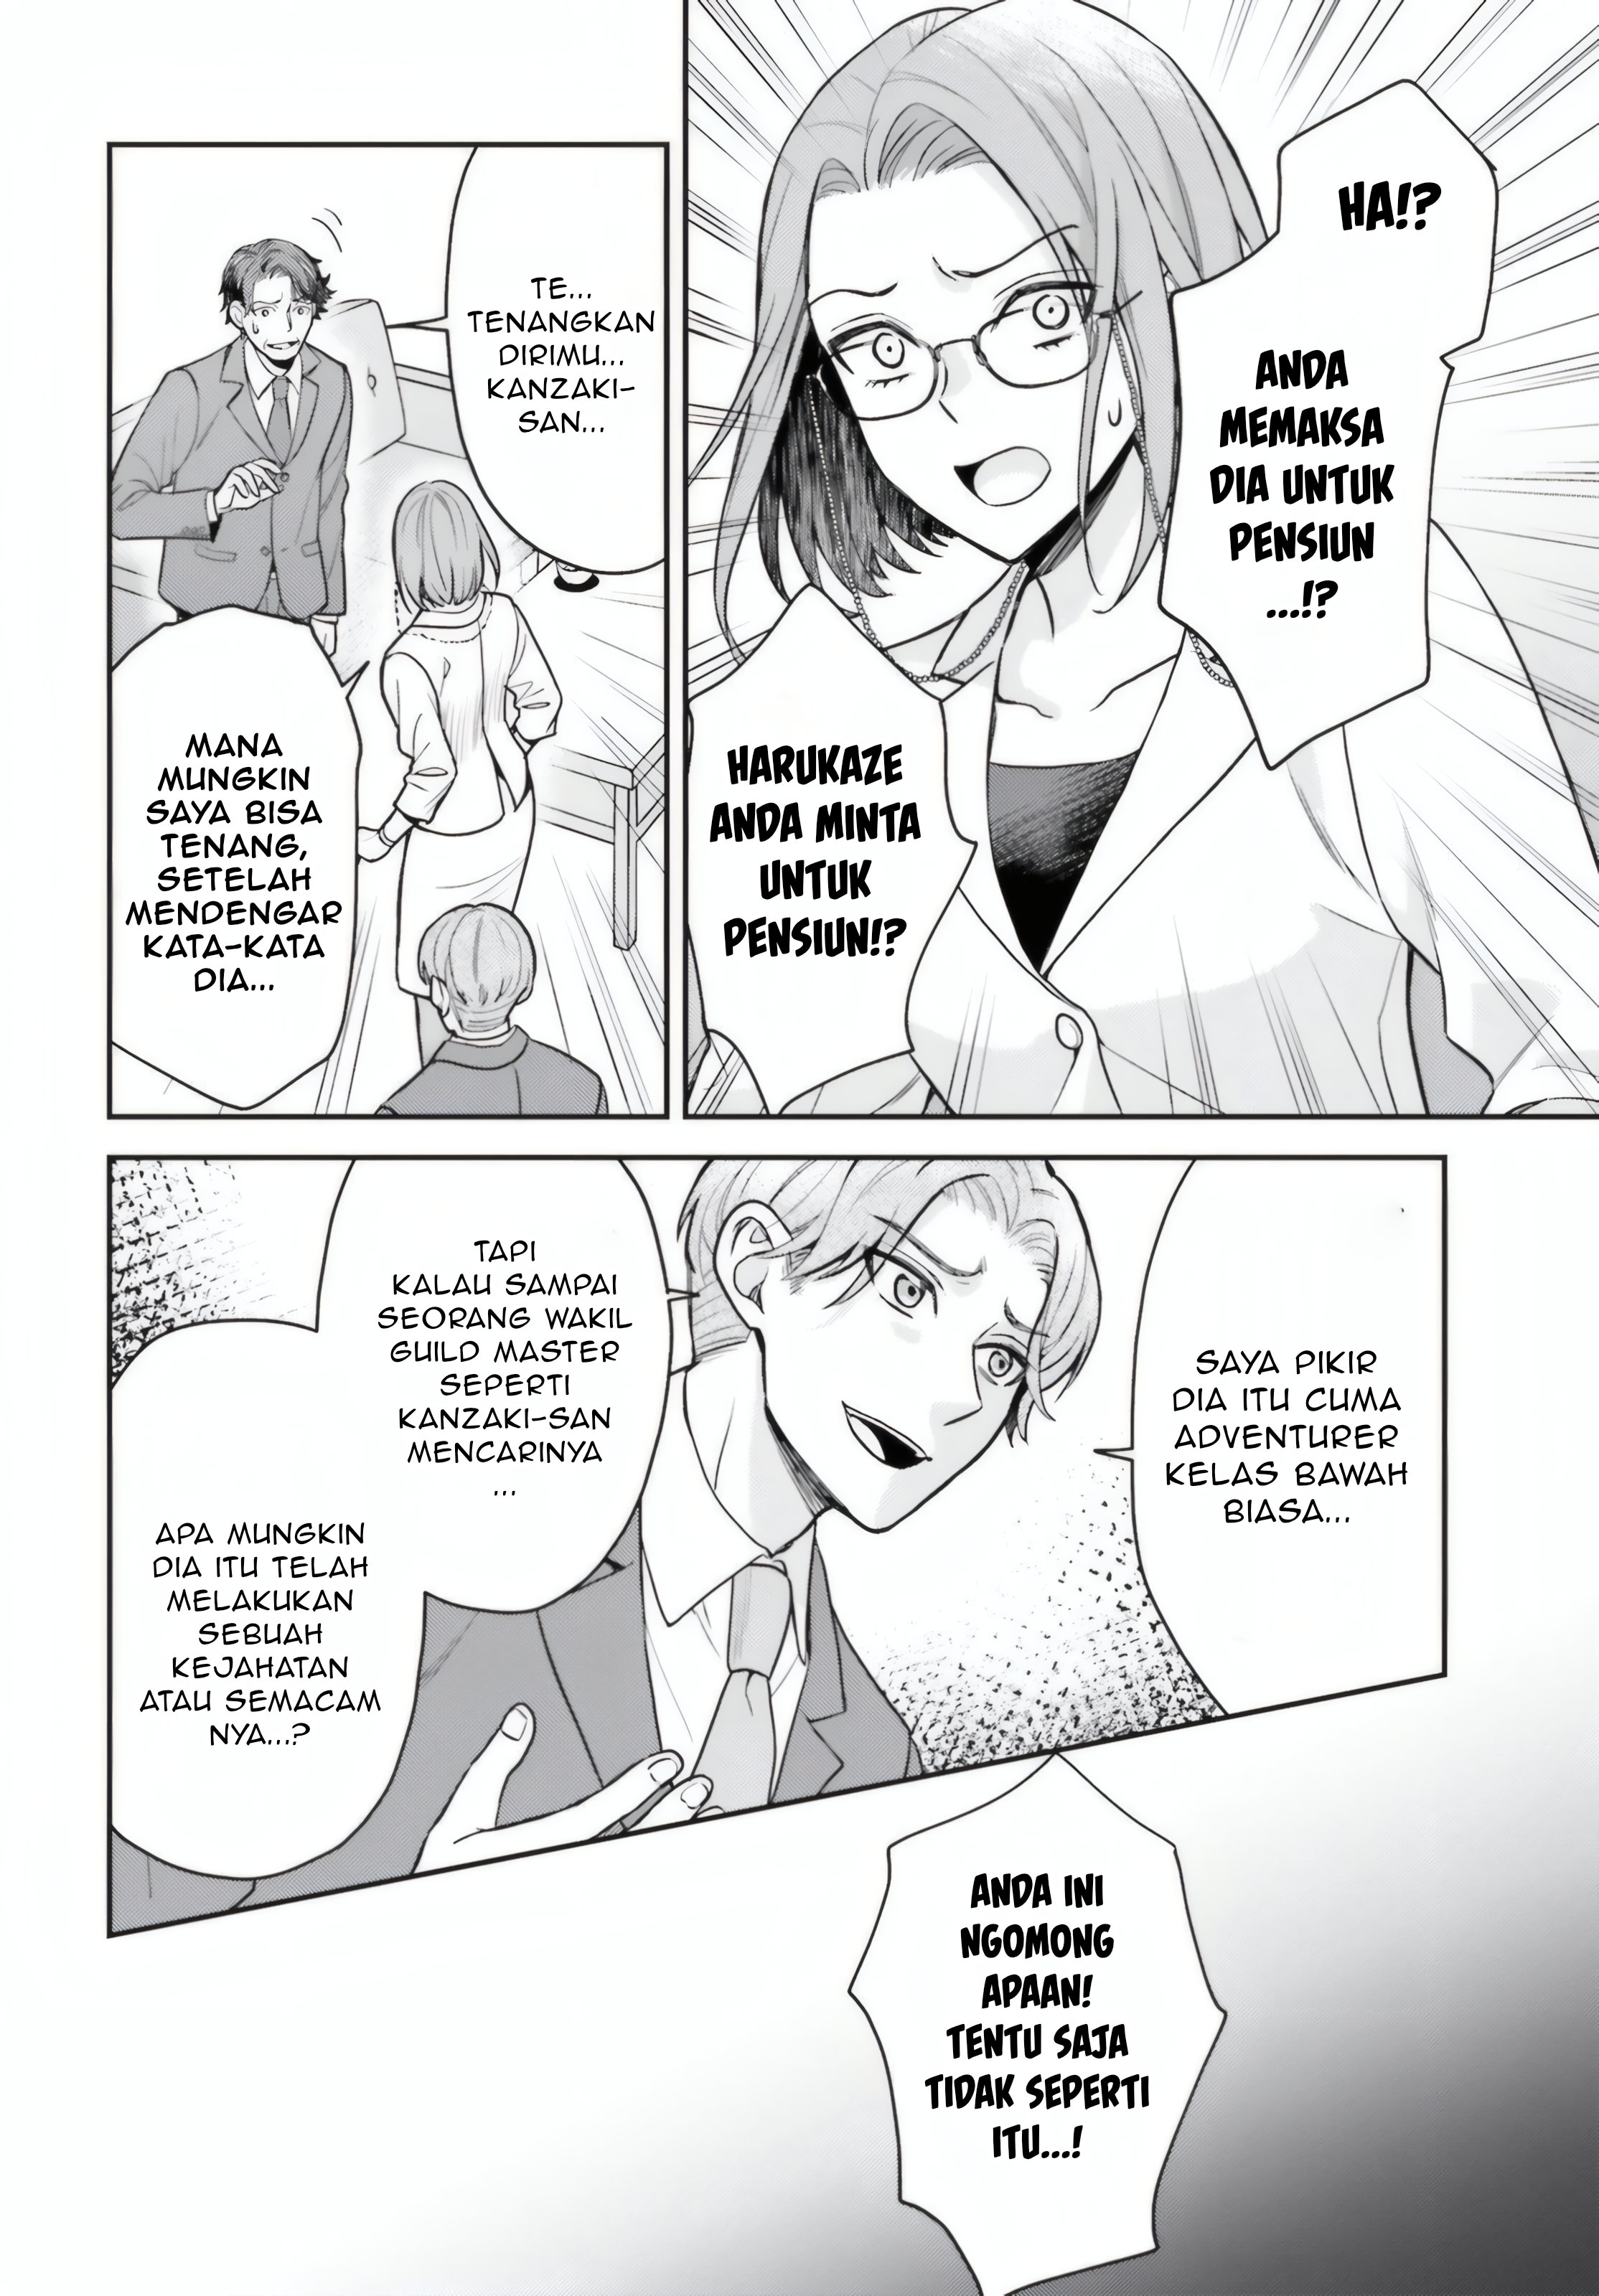 HA!?
ANDA
MEMAKSA
DIA UNTUK
PENSIUN
...!?
HARUKAZE
ANDA MINTA
UNTUK
PENSIUN!?
TE...
TENANGKAN
DIRIMU...
KANZAKI-
SAN...
MANA
MUNGKIN
SAYA BISA
TENANG,
SETELAH
MENDENGAR
KATA-KATA
DIA...
SAYA PIKIR
DIA ITU CUMA
ADVENTURER
KELAS BAWAH
BIASA...
TAPI
KALAU SAMPAI
SEORANG WAKIL
GUILD MASTER
SEPERTI
KANZAKI-SAN
MENCARINYA
...
APA MUNGKIN
DIA ITU TELAH
MELAKUKAN
SEBUAH
KEJAHATAN
ATAU SEMACAM
NYA...?
ANDA INI
NGOMONG
APAAN!
TENTU SAJA
TIDAK SEPERTI
ITU...!